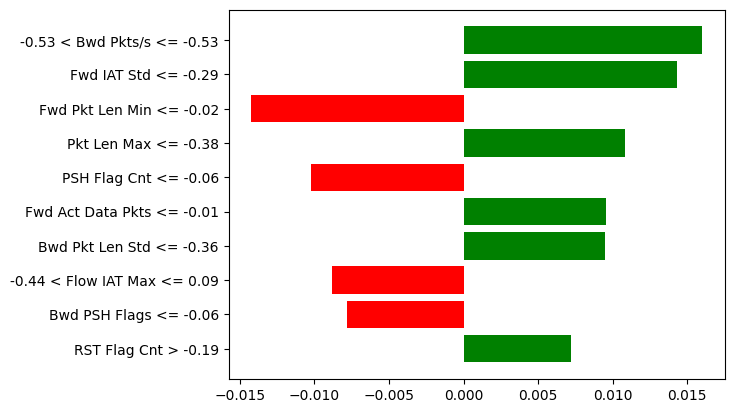 -0.53 < Bwd Pkts/s <= -0.53
Fwd IAT Std <= -0.29
Fwd Pkt Len Min <= -0.02
Pkt Len Max <= -0.38
PSH Flag Cnt <= -0.06
Fwd Act Data Pkts <= -0.01
Bwd Pkt Len Std <= -0.36
-0.44 < Flow IAT Max <= 0.09
Bwd PSH Flags <= -0.06
RST Flag Cnt > -0.19
−0.015 −0.010 −0.005 0.000 0.005 0.010 0.015